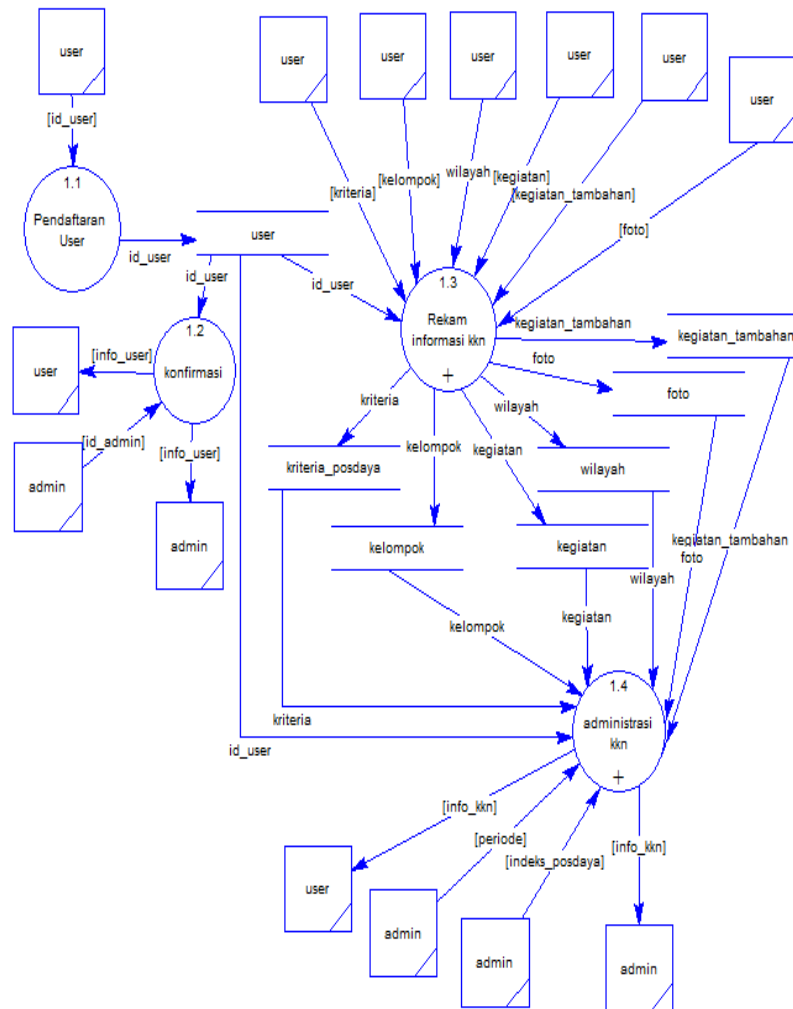 user
user
user
user
user
user
user
[id_user]
1.1
Pendaftaran
User
id_user
user
[kriteria]
[kelompok]
wilayah
[kegiatan]
[kegiatan_tambahan]
[foto]
id_user
id_user
1.2
konfirmasi
[info_user]
user
[id_admin]
admin
[info_user]
admin
1.3
Rekam
informasi kkn
+
kegiatan_tambahan
kegiatan_tambahan
foto
foto
kriteria
kelompok
kegiatan
wilayah
kriteria_posdaya
wilayah
kelompok
kegiatan
kegiatan_tambahan
foto
wilayah
kegiatan
kelompok
kriteria
id_user
1.4
administrasi
kkn
+
[info_kkn]
[periode]
[indeks_posdaya]
[info_kkn]
user
admin
admin
admin